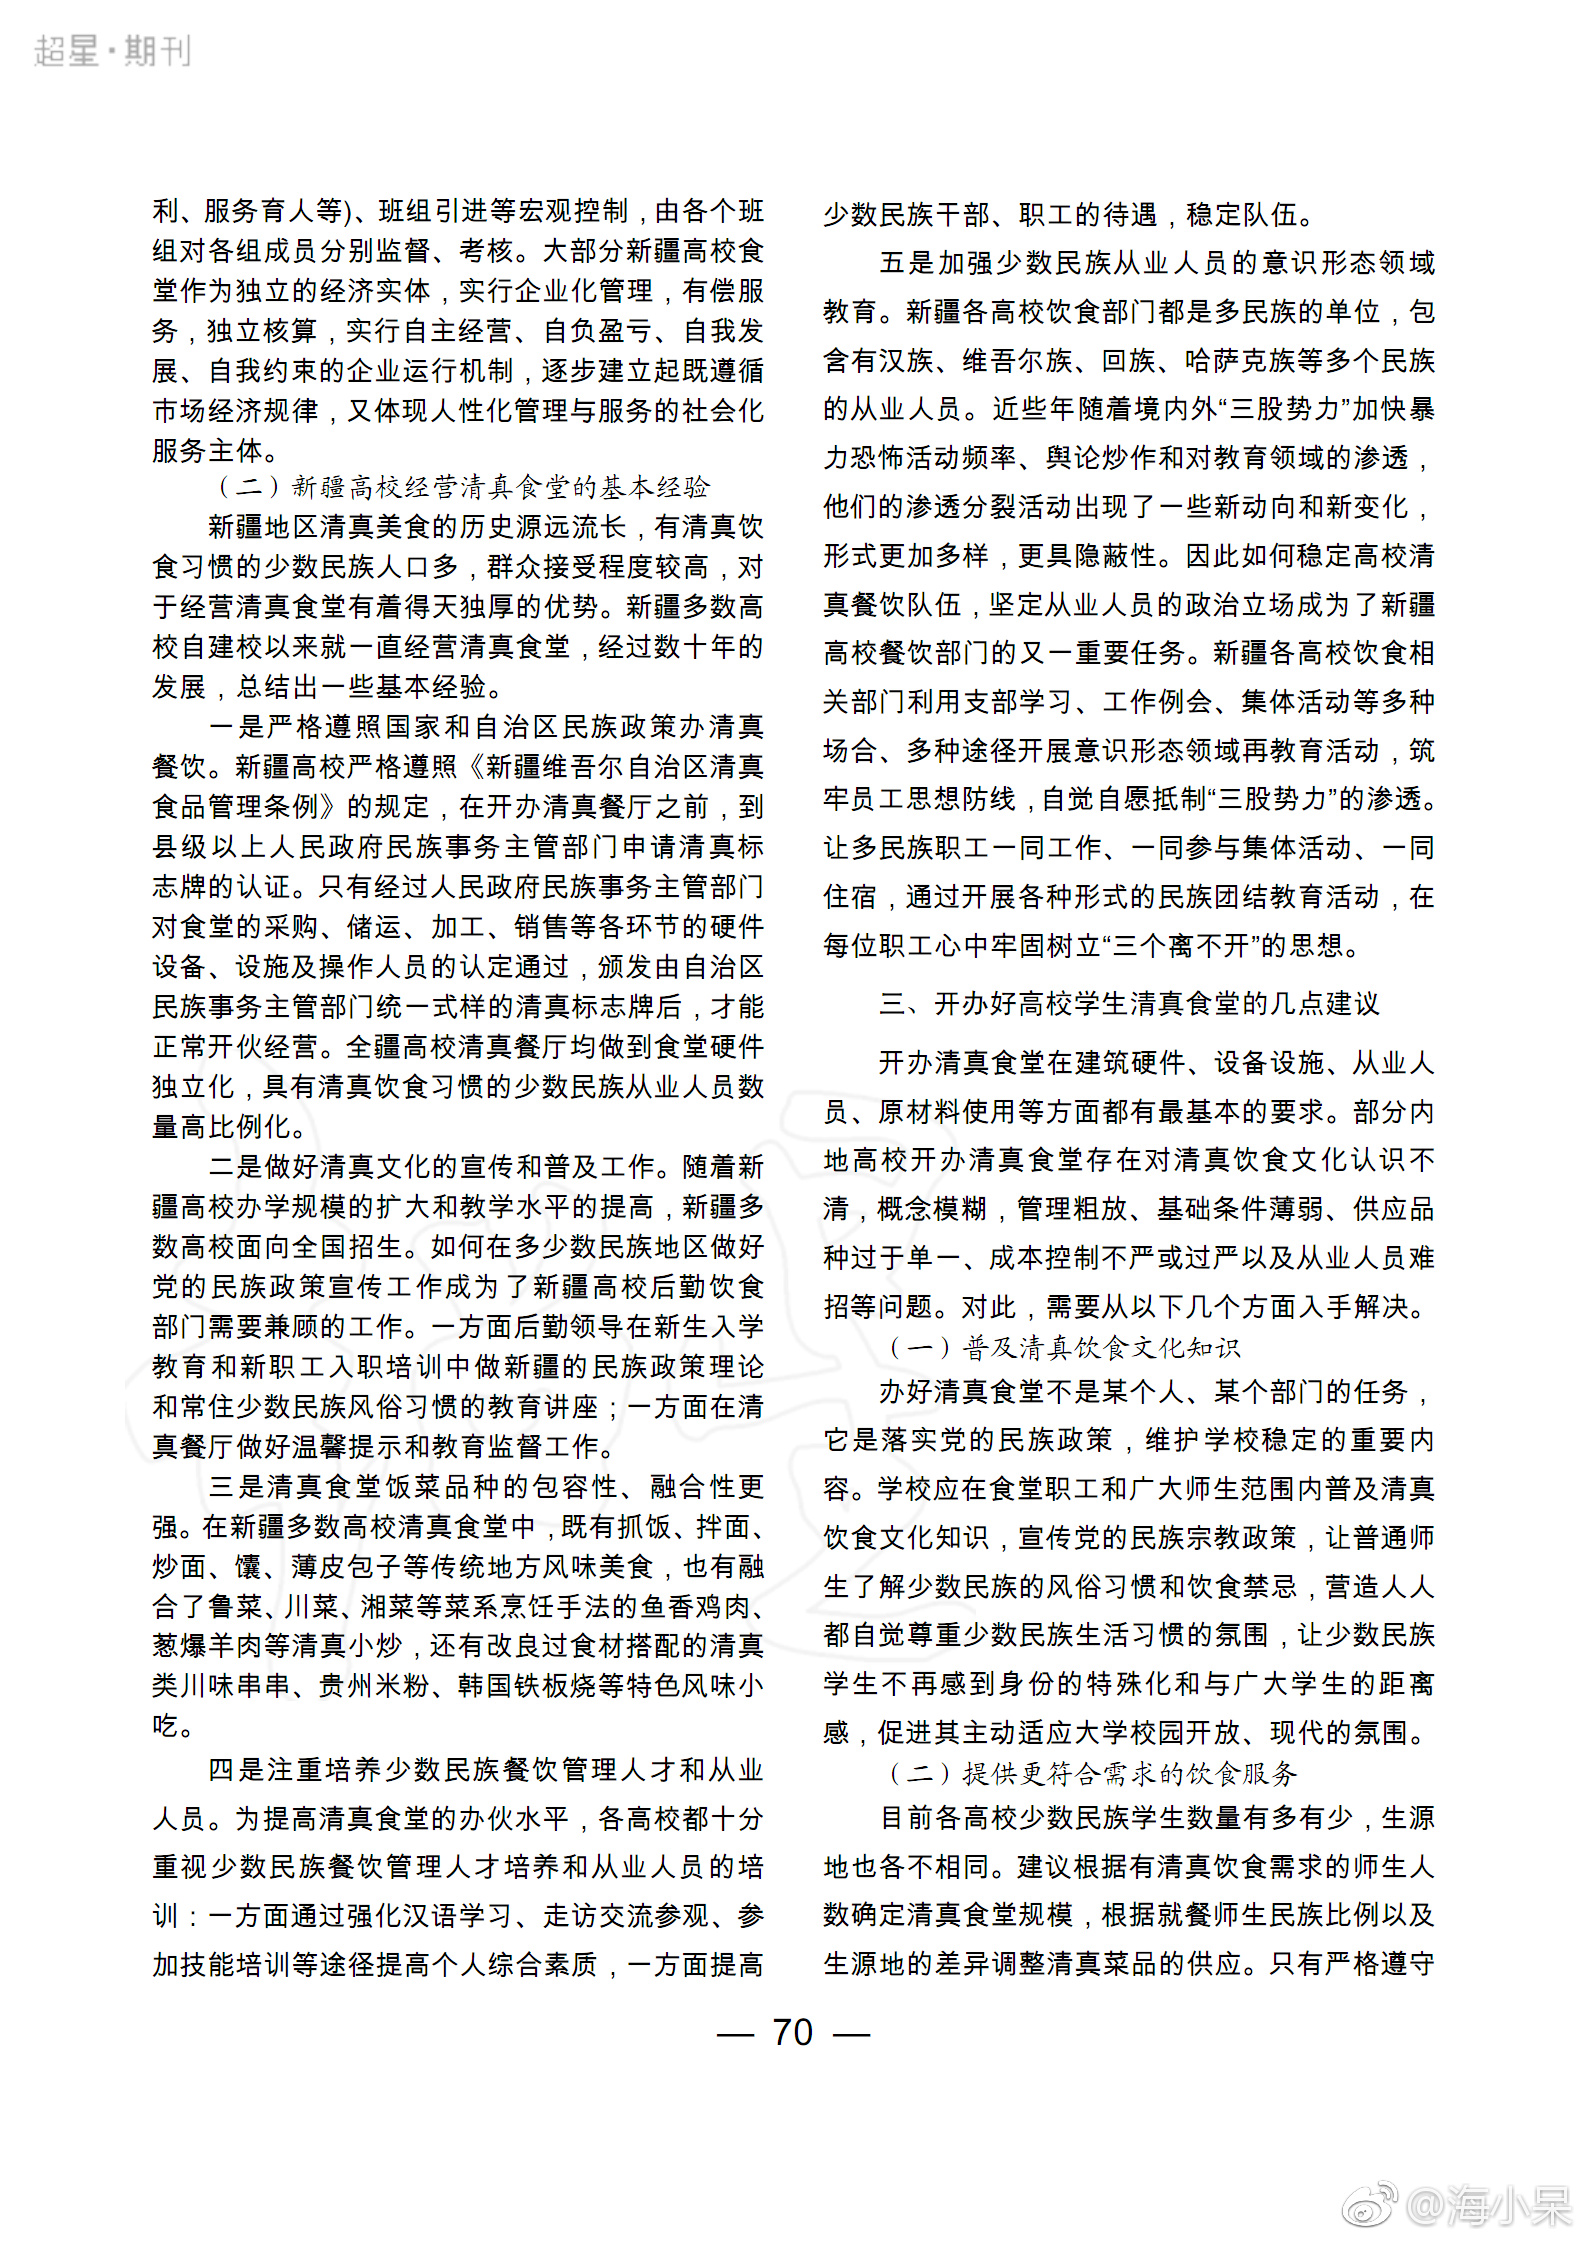 超星·期刊
利、服务育人等)、班组引进等宏观控制，由各个班
组对各组成员分别监督、考核。大部分新疆高校食
堂作为独立的经济实体，实行企业化管理，有偿服
务，独立核算，实行自主经营、自负盈亏、自我发
展、自我约束的企业运行机制，逐步建立起既遵循
市场经济规律，又体现人性化管理与服务的社会化
服务主体。
（二）新疆高校经营清真食堂的基本经验
新疆地区清真美食的历史源远流长，有清真饮
食习惯的少数民族人口多，群众接受程度较高，对
于经营清真食堂有着得天独厚的优势。新疆多数高
校自建校以来就一直经营清真食堂，经过数十年的
发展，总结出一些基本经验。
一是严格遵照国家和自治区民族政策办清真
餐饮。新疆高校严格遵照《新疆维吾尔自治区清真
食品管理条例》的规定，在开办清真餐厅之前，到
县级以上人民政府民族事务主管部门申请清真标
志牌的认证。只有经过人民政府民族事务主管部门
对食堂的采购、储运、加工、销售等各环节的硬件
设备、设施及操作人员的认定通过，颁发由自治区
民族事务主管部门统一式样的清真标志牌后，才能
正常开伙经营。全疆高校清真餐厅均做到食堂硬件
独立化，具有清真饮食习惯的少数民族从业人员数
量高比例化。
二是做好清真文化的宣传和普及工作。随着新
疆高校办学规模的扩大和教学水平的提高，新疆多
数高校面向全国招生。如何在多少数民族地区做好
党的民族政策宣传工作成为了新疆高校后勤饮食
部门需要兼顾的工作。一方面后勤领导在新生入学
教育和新职工入职培训中做新疆的民族政策理论
和常住少数民族风俗习惯的教育讲座；一方面在清
真餐厅做好温馨提示和教育监督工作。
三是清真食堂饭菜品种的包容性、融合性更
强。在新疆多数高校清真食堂中，既有抓饭、拌面、
炒面、馕、薄皮包子等传统地方风味美食，也有融
合了鲁菜、川菜、湘菜等菜系烹饪手法的鱼香鸡肉、
葱爆羊肉等清真小炒，还有改良过食材搭配的清真
类川味串串、贵州米粉、韩国铁板烧等特色风味小
吃。
四是注重培养少数民族餐饮管理人才和从业
人员。为提高清真食堂的办伙水平，各高校都十分
重视少数民族餐饮管理人才培养和从业人员的培
训：一方面通过强化汉语学习、走访交流参观、参
加技能培训等途径提高个人综合素质，一方面提高
少数民族干部、职工的待遇，稳定队伍。
五是加强少数民族从业人员的意识形态领域
教育。新疆各高校饮食部门都是多民族的单位，包
含有汉族、维吾尔族、回族、哈萨克族等多个民族
的从业人员。近些年随着境内外“三股势力”加快暴
力恐怖活动频率、舆论炒作和对教育领域的渗透，
他们的渗透分裂活动出现了一些新动向和新变化，
形式更加多样，更具隐蔽性。因此如何稳定高校清
真餐饮队伍，坚定从业人员的政治立场成为了新疆
高校餐饮部门的又一重要任务。新疆各高校饮食相
关部门利用支部学习、工作例会、集体活动等多种
场合、多种途径开展意识形态领域再教育活动，筑
牢员工思想防线，自觉自愿抵制“三股势力”的渗透。
让多民族职工一同工作、一同参与集体活动、一同
住宿，通过开展各种形式的民族团结教育活动，在
每位职工心中牢固树立“三个离不开”的思想。
三、开办好高校学生清真食堂的几点建议
开办清真食堂在建筑硬件、设备设施、从业人
员、原材料使用等方面都有最基本的要求。部分内
地高校开办清真食堂存在对清真饮食文化认识不
清，概念模糊，管理粗放、基础条件薄弱、供应品
种过于单一、成本控制不严或过严以及从业人员难
招等问题。对此，需要从以下几个方面入手解决。
（一）普及清真饮食文化知识
办好清真食堂不是某个人、某个部门的任务，
它是落实党的民族政策，维护学校稳定的重要内
容。学校应在食堂职工和广大师生范围内普及清真
饮食文化知识，宣传党的民族宗教政策，让普通师
生了解少数民族的风俗习惯和饮食禁忌，营造人人
都自觉尊重少数民族生活习惯的氛围，让少数民族
学生不再感到身份的特殊化和与广大学生的距离
感，促进其主动适应大学校园开放、现代的氛围。
（二）提供更符合需求的饮食服务
目前各高校少数民族学生数量有多有少，生源
地也各不相同。建议根据有清真饮食需求的师生人
数确定清真食堂规模，根据就餐师生民族比例以及
生源地的差异调整清真菜品的供应。只有严格遵守
— 70 —
@海小呆